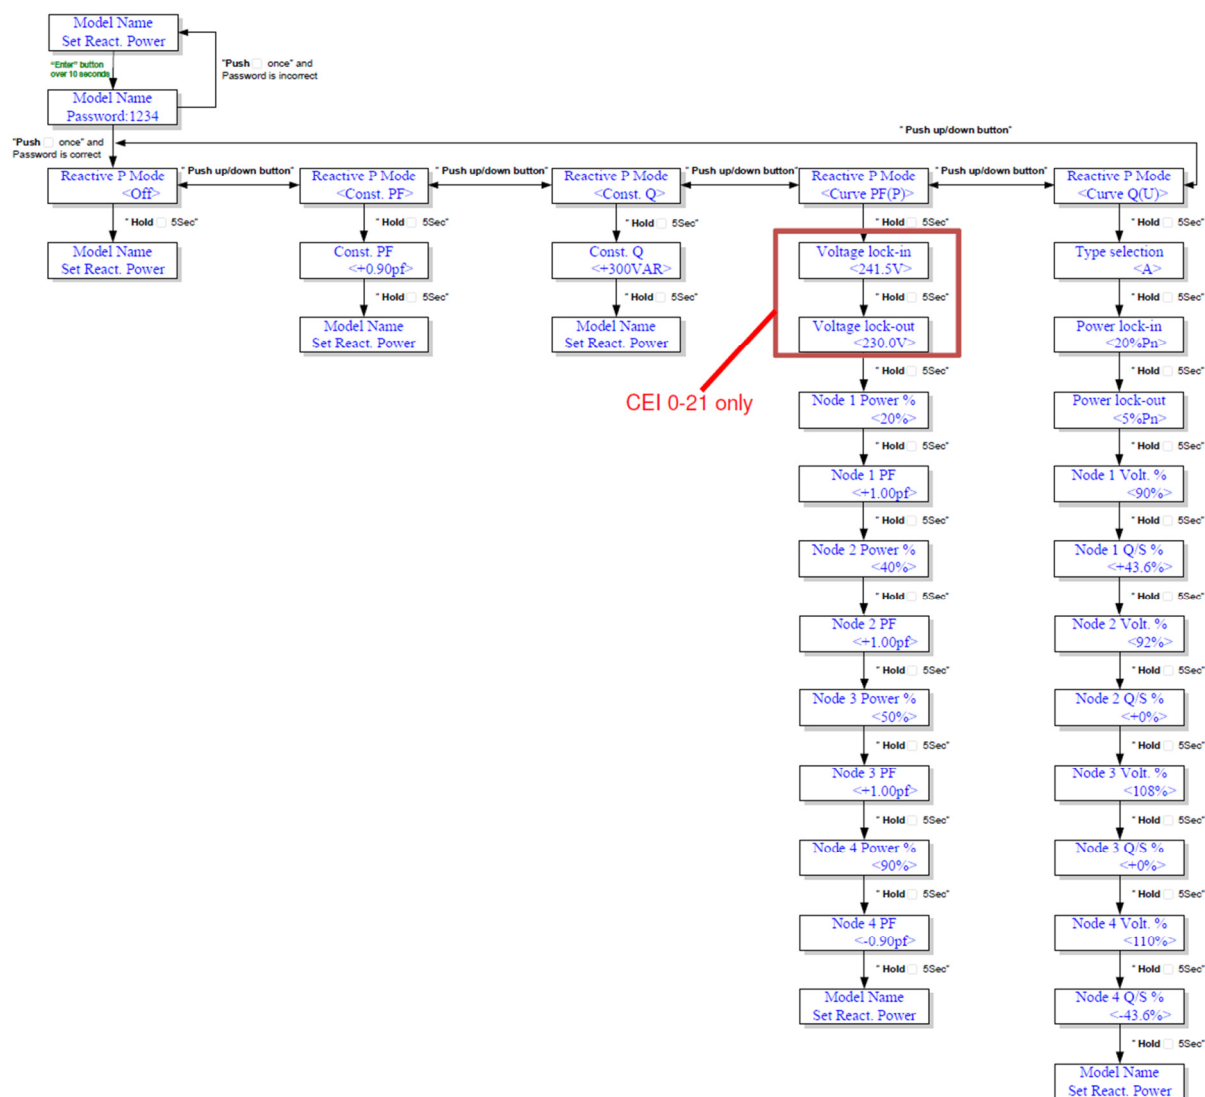 Model Name
Set React. Power
"Enter" button
over 10 seconds
"Push once" and
Password is incorrect
Model Name
Password:1234
"Push once" and
Password is correct
" Push up/down button"
Reactive P Mode
<Off>
" Push up/down button"
Reactive P Mode
<Const. PF>
" Push up/down button"
Reactive P Mode
<Const. Q>
" Push up/down button"
Reactive P Mode
<Curve PF(P)>
" Push up/down button"
Reactive P Mode
<Curve Q(U)>
" Hold 5Sec"
Model Name
Set React. Power
" Hold 5Sec"
Const. PF
<+0.90pf>
" Hold 5Sec"
Model Name
Set React. Power
" Hold 5Sec"
Const. Q
<+300VAR>
" Hold 5Sec"
Model Name
Set React. Power
" Hold 5Sec"
Voltage lock-in
<241.5V>
" Hold 5Sec"
Voltage lock-out
<230.0V>
CEI 0-21 only
" Hold 5Sec"
Node 1 Power %
<20%>
" Hold 5Sec"
Node 1 PF
<+1.00pf>
" Hold 5Sec"
Node 2 Power %
<40%>
" Hold 5Sec"
Node 2 PF
<+1.00pf>
" Hold 5Sec"
Node 3 Power %
<50%>
" Hold 5Sec"
Node 3 PF
<+1.00pf>
" Hold 5Sec"
Node 4 Power %
<90%>
" Hold 5Sec"
Node 4 PF
<-0.90pf>
" Hold 5Sec"
Model Name
Set React. Power
" Hold 5Sec"
Type selection
<A>
" Hold 5Sec"
Power lock-in
<20%Pn>
" Hold 5Sec"
Power lock-out
<5%Pn>
" Hold 5Sec"
Node 1 Volt. %
<90%>
" Hold 5Sec"
Node 1 Q/S %
<+43.6%>
" Hold 5Sec"
Node 2 Volt. %
<92%>
" Hold 5Sec"
Node 2 Q/S %
<+0%>
" Hold 5Sec"
Node 3 Volt. %
<108%>
" Hold 5Sec"
Node 3 Q/S %
<+0%>
" Hold 5Sec"
Node 4 Volt. %
<110%>
" Hold 5Sec"
Node 4 Q/S %
<-43.6%>
" Hold 5Sec"
Model Name
Set React. Power